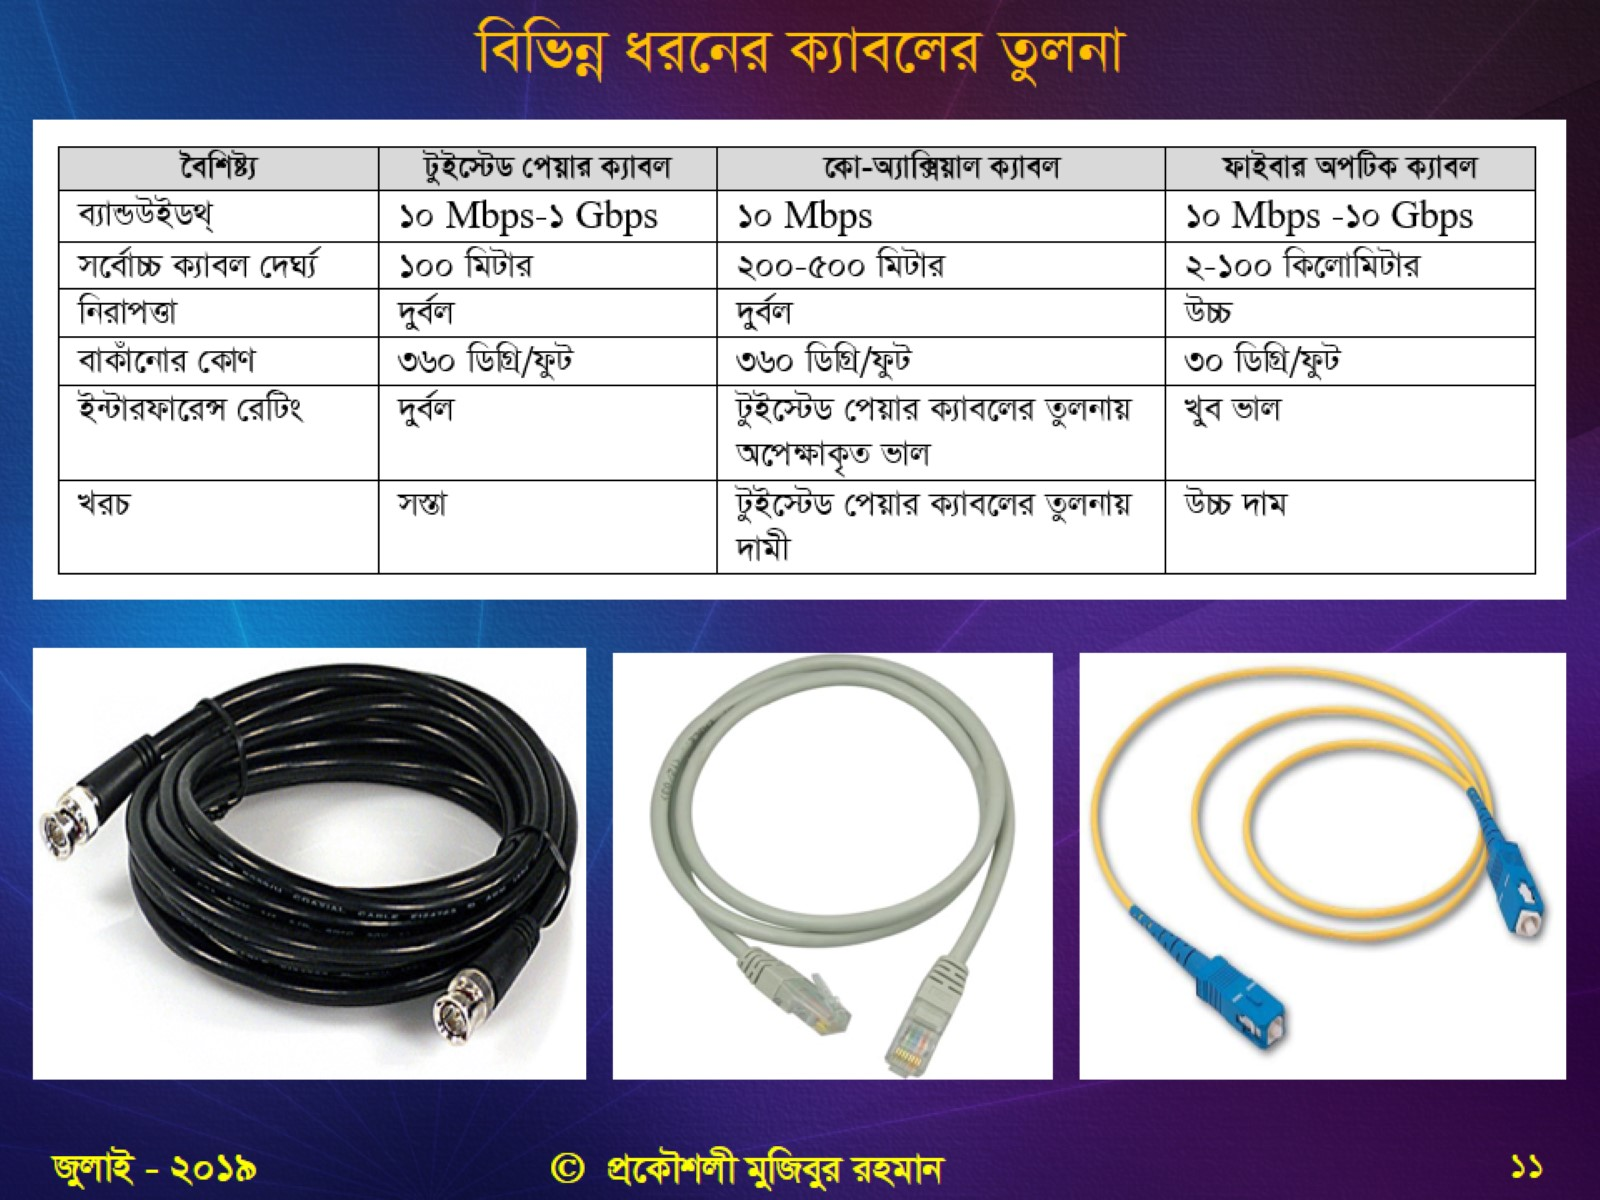 বিভিন্ন ধরনের ক্যাবলের তুলনা
বৈশিষ্ট্য টুইস্টেড পেয়ার ক্যাবল কো-অ্যাক্সিয়াল ক্যাবল ফাইবার অপটিক ক্যাবল
ব্যান্ডউইডথ্ ১০ Mbps-১ Gbps ১০ Mbps ১০ Mbps -১০ Gbps
সর্বোচ্চ ক্যাবল দের্ঘ্য ১০০ মিটার ২০০-৫০০ মিটার ২-১০০ কিলোমিটার
নিরাপত্তা দুর্বল দুর্বল উচ্চ
বাকাঁনোর কোণ ৩৬০ ডিগ্রি/ফুট ৩৬০ ডিগ্রি/ফুট ৩০ ডিগ্রি/ফুট
ইন্টারফারেন্স রেটিং দুর্বল টুইস্টেড পেয়ার ক্যাবলের তুলনায় খুব ভাল
অপেক্ষাকৃত ভাল
খরচ সস্তা টুইস্টেড পেয়ার ক্যাবলের তুলনায় উচ্চ দাম
দামী
COAXIAL CABLE
জুলাই - ২০১৯ © প্রকৌশলী মুজিবুর রহমান ১১